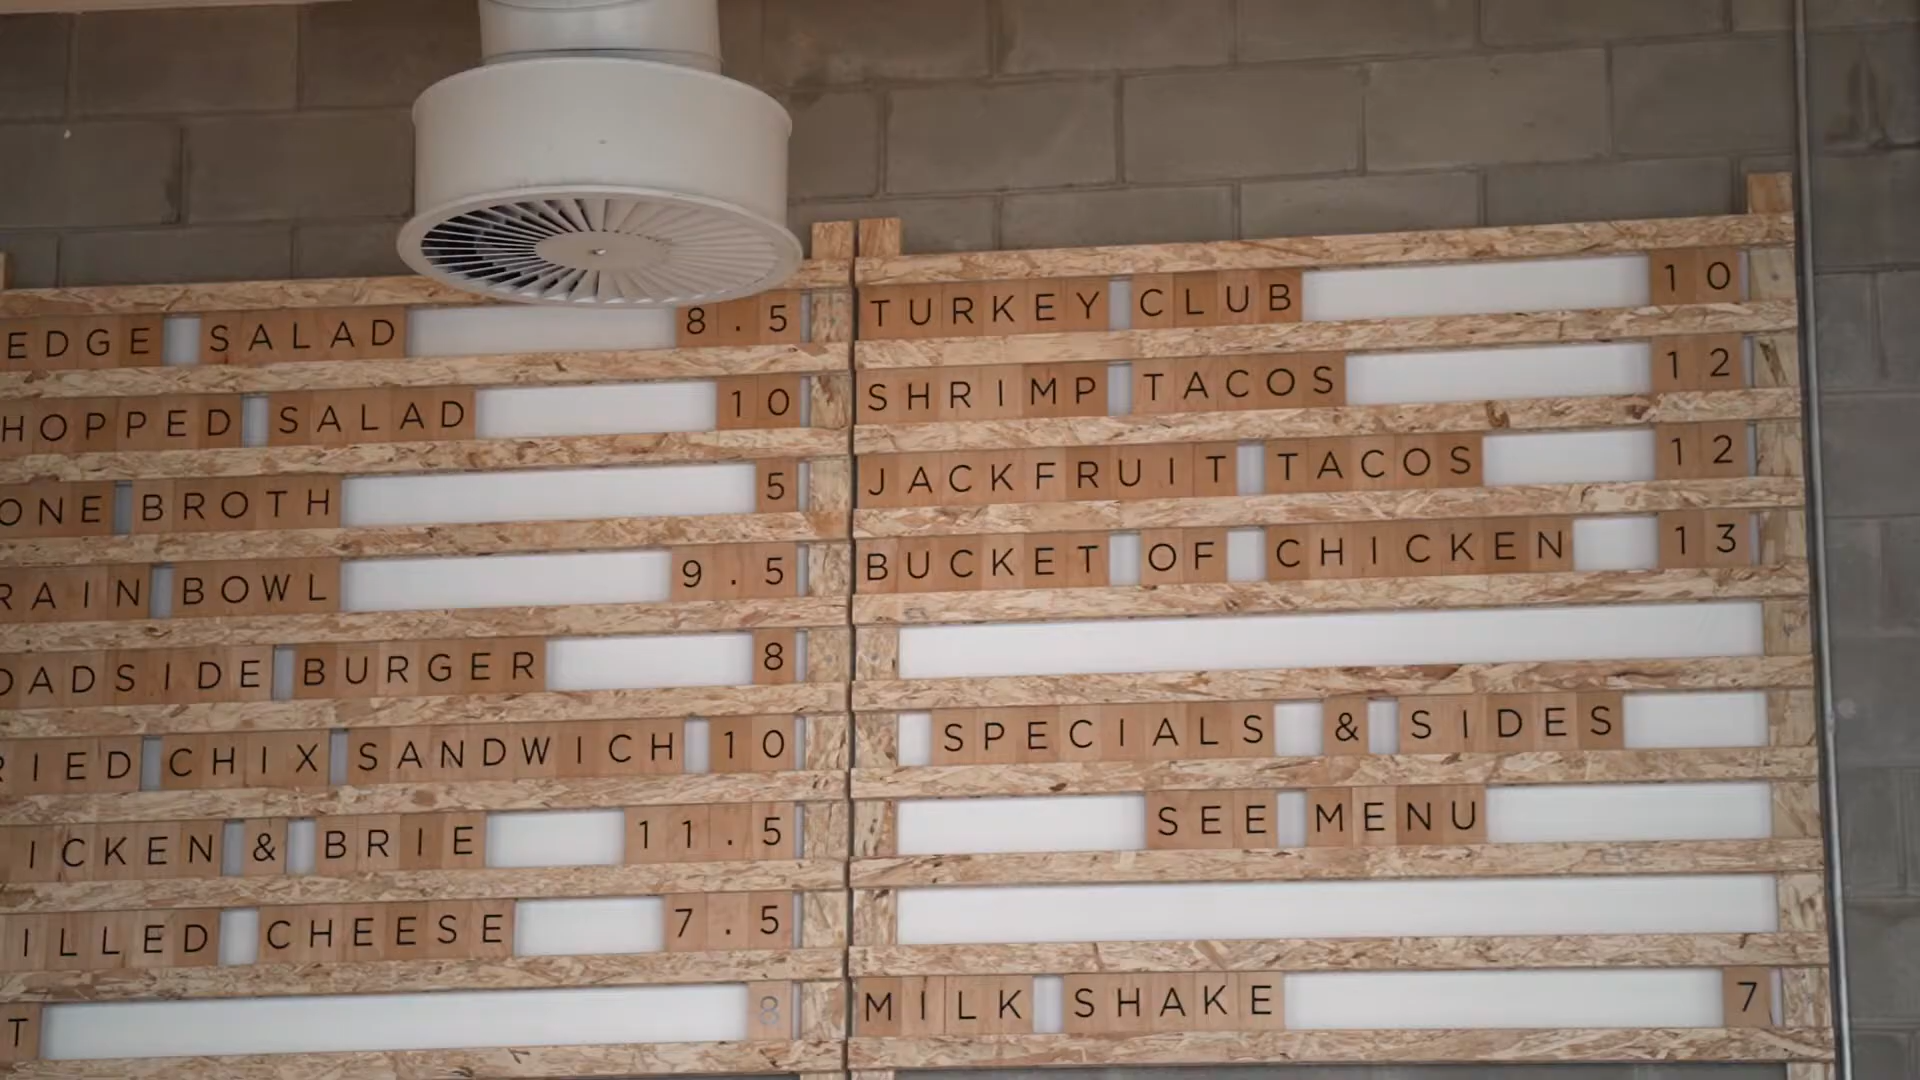 EDGE SALAD 8.5
HOPPED SALAD 10
ONE BROTH 5
RAIN BOWL 9.5
OADSIDE BURGER 8
RIED CHIX SANDWICH 10
ICKEN & BRIE 11.5
ILLED CHEESE 7.5
T 8
TURKEY CLUB 10
SHRIMP TACOS 12
JACKFRUIT TACOS 12
BUCKET OF CHICKEN 13
SPECIALS & SIDES
SEE MENU
MILK SHAKE 7